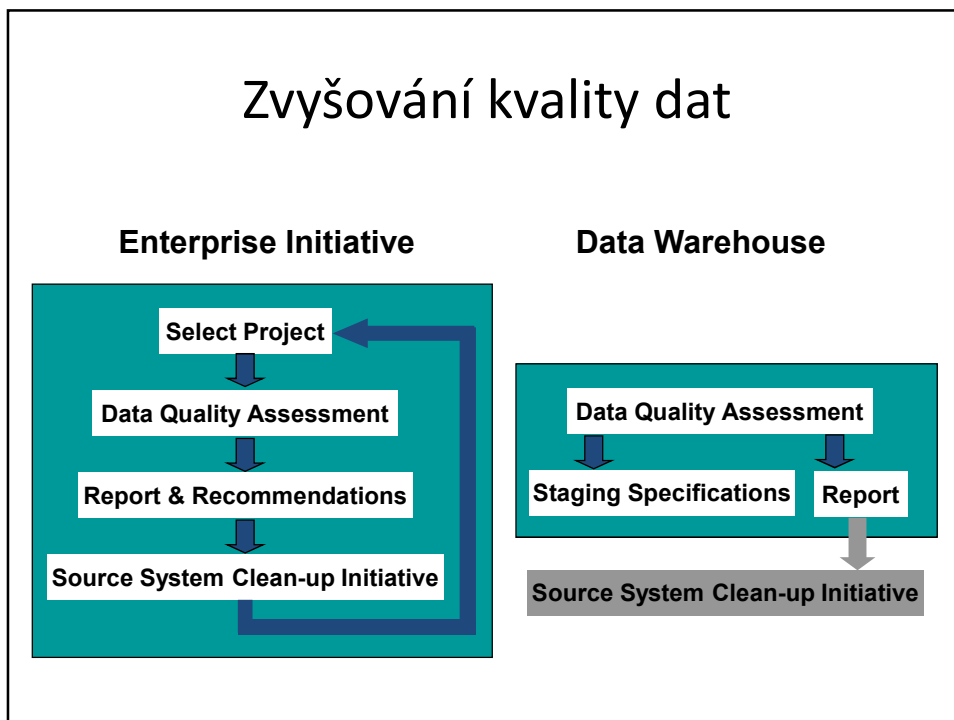 Zvyšování kvality dat
Enterprise Initiative
Select Project
Data Quality Assessment
Report & Recommendations
Source System Clean-up Initiative
Data Warehouse
Data Quality Assessment
Staging Specifications
Report
Source System Clean-up Initiative